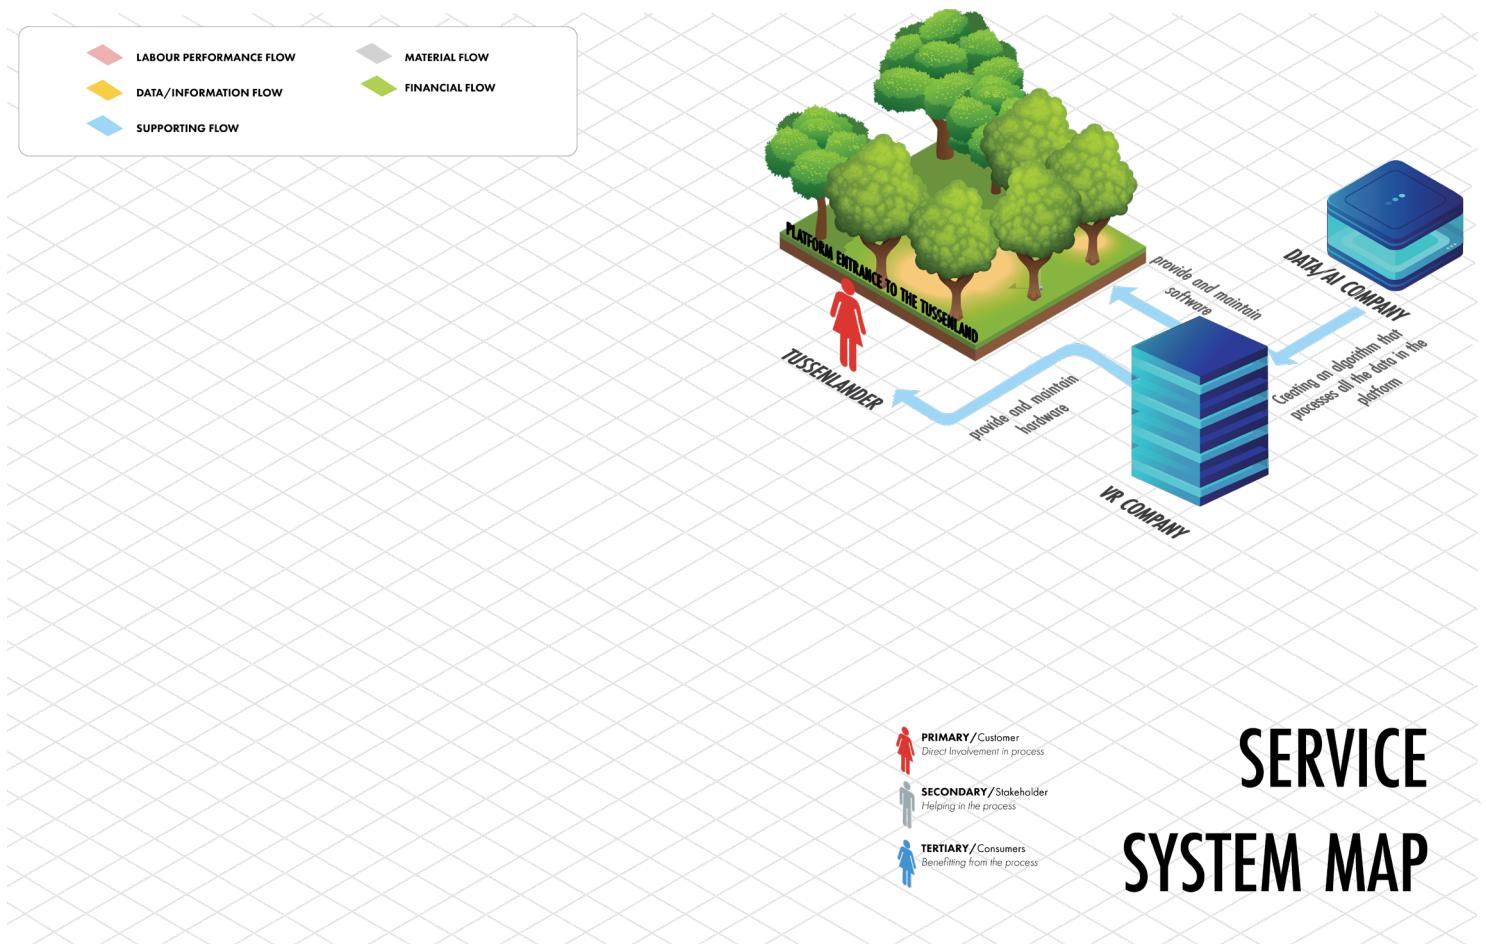 LABOUR PERFORMANCE FLOW
MATERIAL FLOW
DATA/INFORMATION FLOW
FINANCIAL FLOW
SUPPORTING FLOW
PLATFORM ENTRANCE TO THE TUSSENLAND
TUSSENLANDER
provide and maintain
software
DATA/AI COMPANY
provide and maintain
hardware
Creating an algorithm that
processes all the data in the
platform
VR COMPANY
PRIMARY/Customer
Direct Involvement in process
SECONDARY/Stakeholder
Helping in the process
TERTIARY/Consumers
Benefitting from the process
SERVICE
SYSTEM MAP